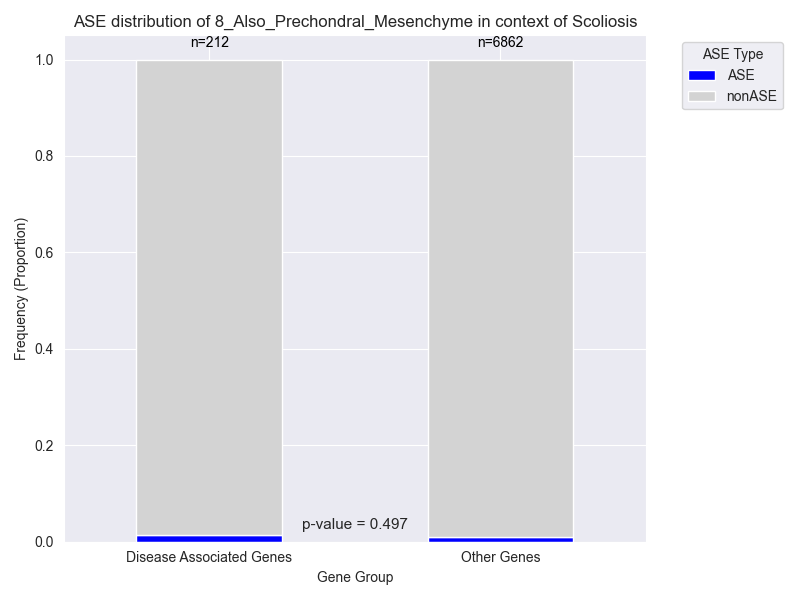 ASE distribution of 8_Also_Prechondral_Mesenchyme in context of Scoliosis
n=212
n=6862
ASE Type
ASE
nonASE
Frequency (Proportion)
1.0
0.8
0.6
0.4
0.2
0.0
p-value = 0.497
Disease Associated Genes
Other Genes
Gene Group